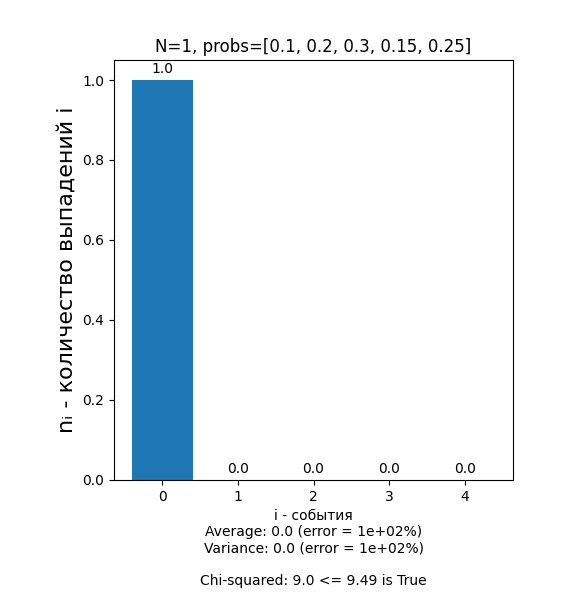 N=1, probs=[0.1, 0.2, 0.3, 0.15, 0.25]
1.0
1.0
0.8
0.6
0.4
0.2
0.0
nᵢ - количество выпадений i
0.0 0.0 0.0 0.0
0 1 2 3 4
i - события
Average: 0.0 (error = 1e+02%)
Variance: 0.0 (error = 1e+02%)
Chi-squared: 9.0 <= 9.49 is True